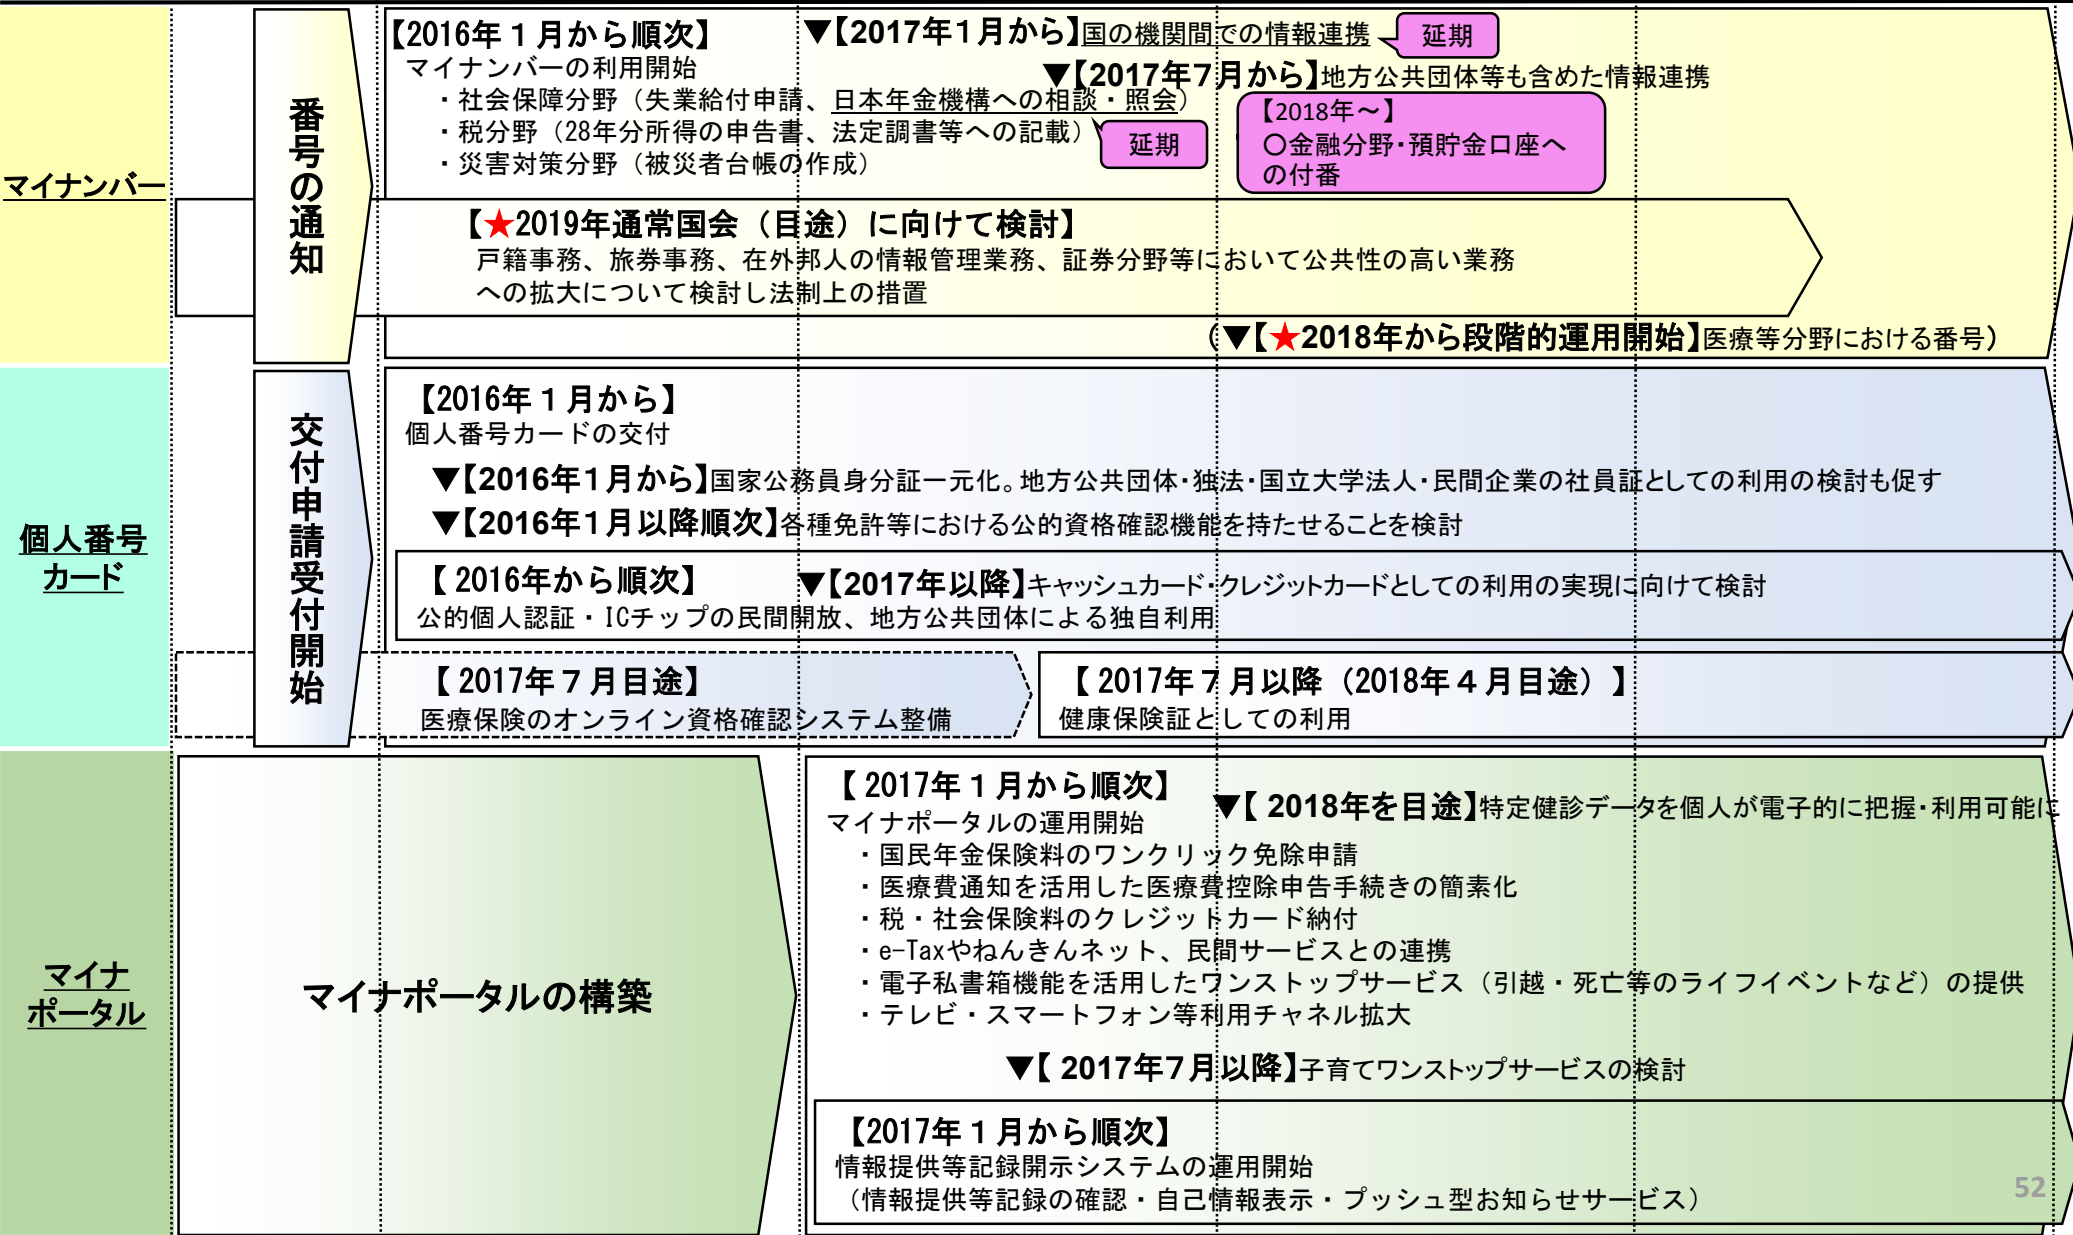 マイナンバー
番号の通知
【2016年１月から順次】
マイナンバーの利用開始
・社会保障分野（失業給付申請、日本年金機構への相談・照会）
・税分野（28年分所得の申告書、法定調書等への記載）
・災害対策分野（被災者台帳の作成）
延期
▼【2017年１月から】国の機関間での情報連携
延期
▼【2017年７月から】地方公共団体等も含めた情報連携
【2018年～】
〇金融分野・預貯金口座へ
の付番
【★2019年通常国会（目途）に向けて検討】
戸籍事務、旅券事務、在外邦人の情報管理業務、証券分野等において公共性の高い業務
への拡大について検討し法制上の措置
（▼【★2018年から段階的運用開始】医療等分野における番号）
個人番号
カード
交付申請受付開始
【2016年１月から】
個人番号カードの交付
▼【2016年１月から】国家公務員身分証一元化。地方公共団体・独法・国立大学法人・民間企業の社員証としての利用の検討も促す
▼【2016年１月以降順次】各種免許等における公的資格確認機能を持たせることを検討
【 2016年から順次】
▼【2017年以降】キャッシュカード・クレジットカードとしての利用の実現に向けて検討
公的個人認証・ICチップの民間開放、地方公共団体による独自利用
【 2017年７月目途】
医療保険のオンライン資格確認システム整備
【 2017年７月以降（2018年４月目途）】
健康保険証としての利用
マイナ
ポータル
マイナポータルの構築
【 2017年１月から順次】
マイナポータルの運用開始
▼【 2018年を目途】特定健診データを個人が電子的に把握・利用可能に
・国民年金保険料のワンクリック免除申請
・医療費通知を活用した医療費控除申告手続きの簡素化
・税・社会保険料のクレジットカード納付
・e-Taxやねんきんネット、民間サービスとの連携
・電子私書箱機能を活用したワンストップサービス（引越・死亡等のライフイベントなど）の提供
・テレビ・スマートフォン等利用チャネル拡大
▼【 2017年７月以降】子育てワンストップサービスの検討
【2017年１月から順次】
情報提供等記録開示システムの運用開始
（情報提供等記録の確認・自己情報表示・プッシュ型お知らせサービス）
52